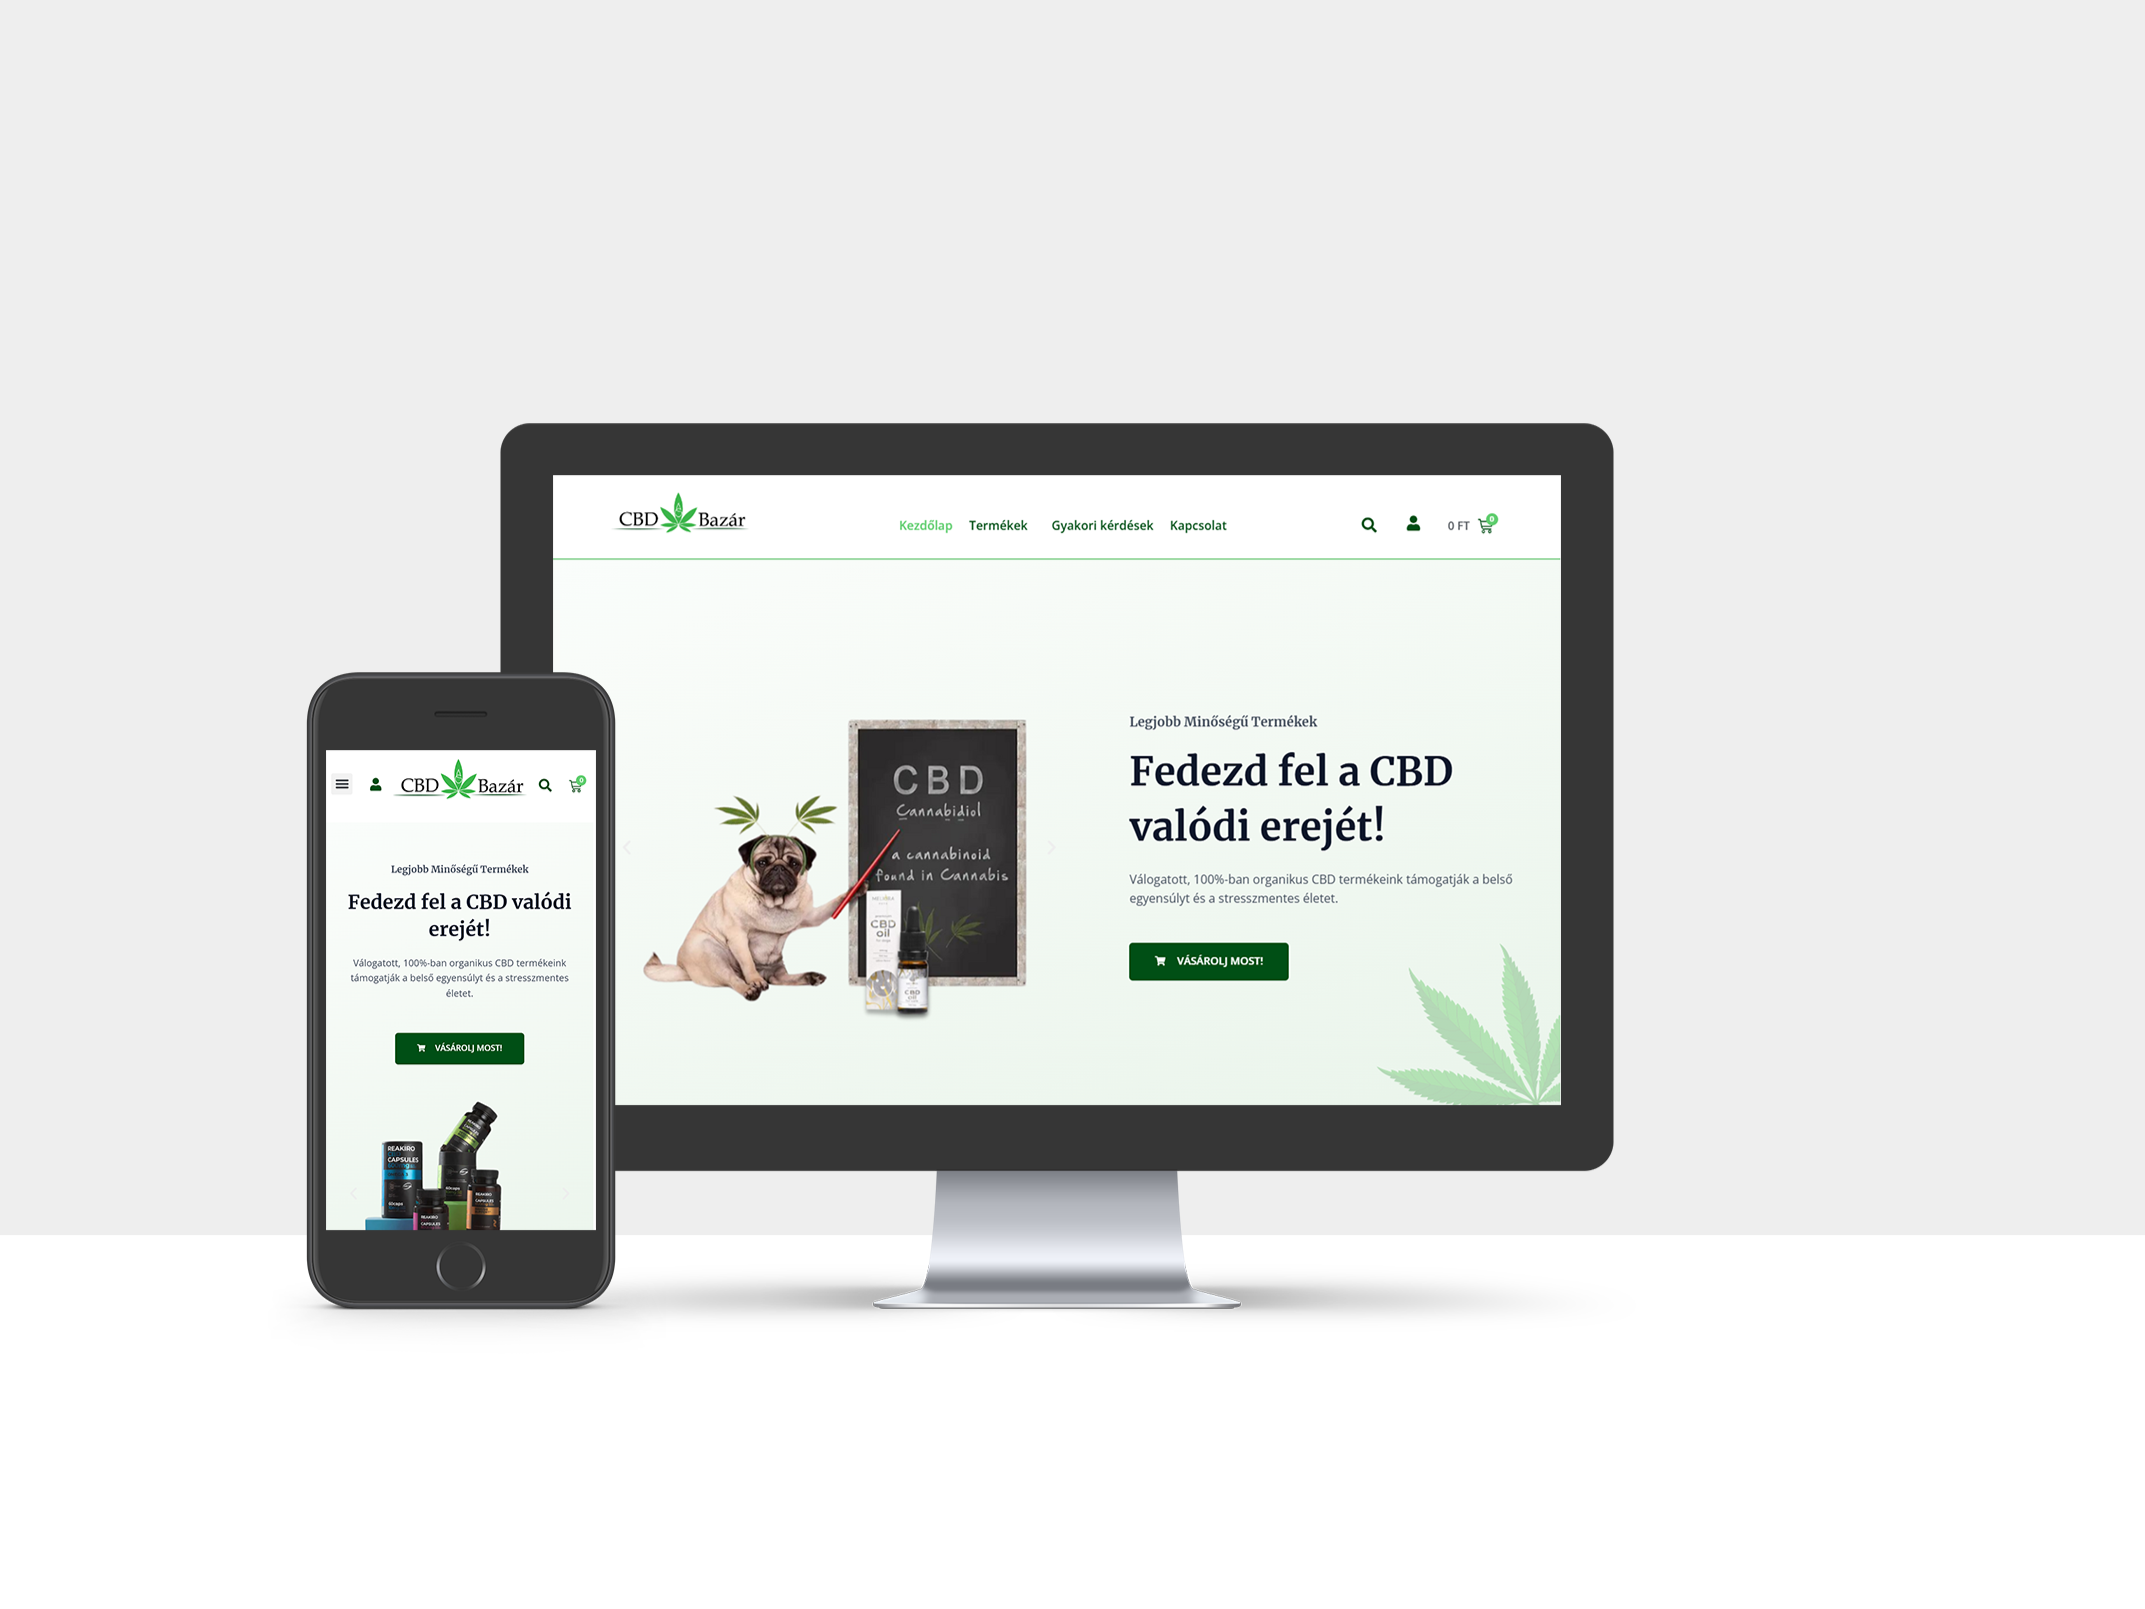 CBD Bazár
Kezdőlap Termékek Gyakori kérdések Kapcsolat
0 FT 0
Legjobb Minőségű Termékek
Fedezd fel a CBD
valódi erejét!
Válogatott, 100%-ban organikus CBD termékeink támogatják a belső
egyensúlyt és a stresszmentes életet.
VÁSÁROLJ MOST!
CBD
Cannabidiol
a cannabinoid
found in Cannabis
CBD
oil
CBD
oil
CBD Bazár
0
Legjobb Minőségű Termékek
Fedezd fel a CBD valódi
erejét!
Válogatott, 100%-ban organikus CBD termékeink
támogatják a belső egyensúlyt és a stresszmentes
életet.
VÁSÁROLJ MOST!
REAKIRO
CAPSULES
REAKIRO
CAPSULES
REAKIRO
CAPSULES